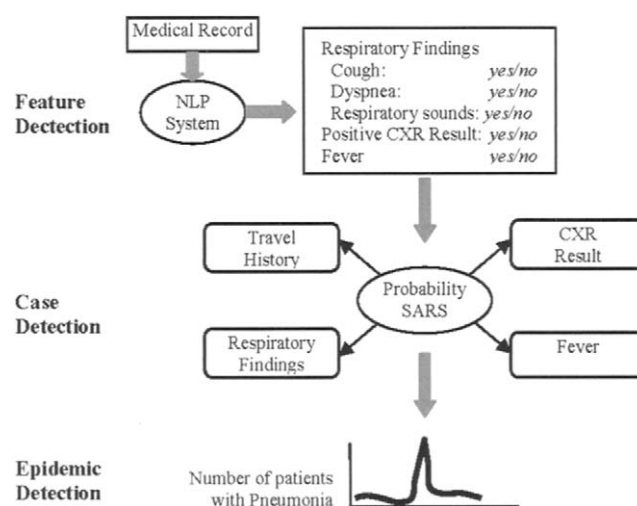 Medical Record
NLP
System
Feature
Dectection
Respiratory Findings
Cough: yes/no
Dyspnea: yes/no
Respiratory sounds: yes/no
Positive CXR Result: yes/no
Fever yes/no
Case
Detection
Travel
History
CXR
Result
Probability
SARS
Respiratory
Findings
Fever
Epidemic
Detection
Number of patients
with Pneumonia